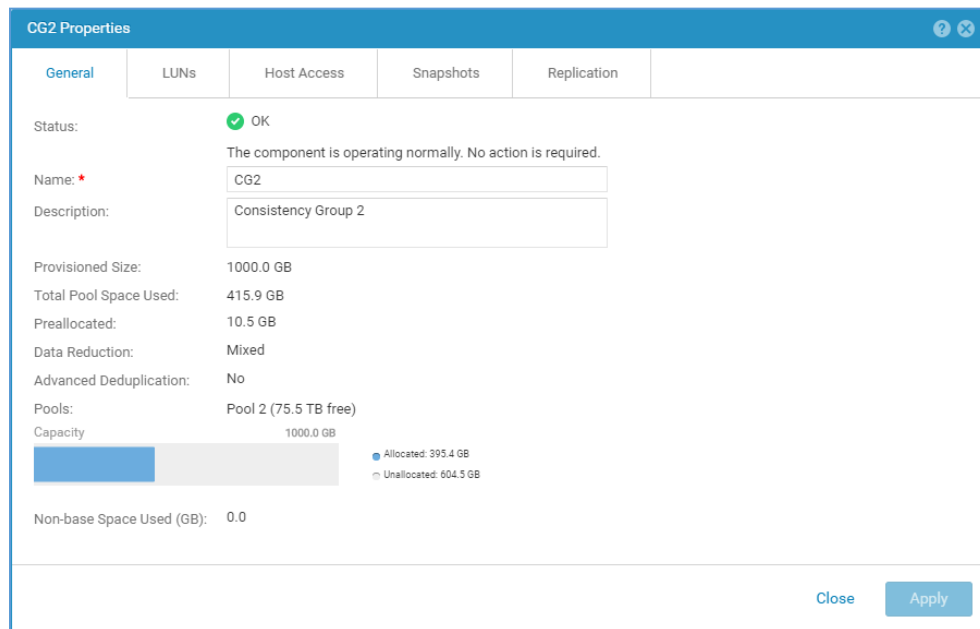 CG2 Properties
General LUNs Host Access Snapshots Replication
Status: OK
The component is operating normally. No action is required.
Name: * CG2
Description: Consistency Group 2
Provisioned Size: 1000.0 GB
Total Pool Space Used: 415.9 GB
Preallocated: 10.5 GB
Data Reduction: Mixed
Advanced Deduplication: No
Pools: Pool 2 (75.5 TB free)
Capacity 1000.0 GB
Allocated: 395.4 GB
Unallocated: 604.5 GB
Non-base Space Used (GB): 0.0
Close Apply